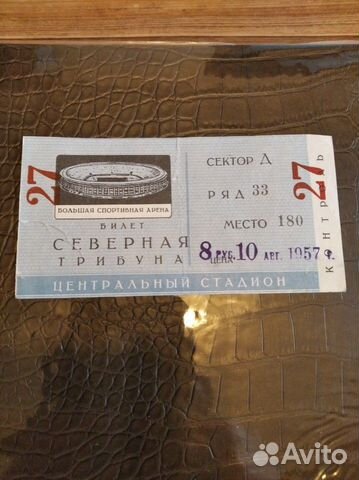 27
БОЛЬШАЯ СПОРТИВНАЯ АРЕНА
БИЛЕТ
СЕВЕРНАЯ
ТРИБУНА
СЕКТОР Д
РЯД 33
МЕСТО 180
ЦЕНА 8 РУБ. 10 АВГ. 1957 г.
ЦЕНТРАЛЬНЫЙ СТАДИОН
27
КОНТРОЛЬ
Avito